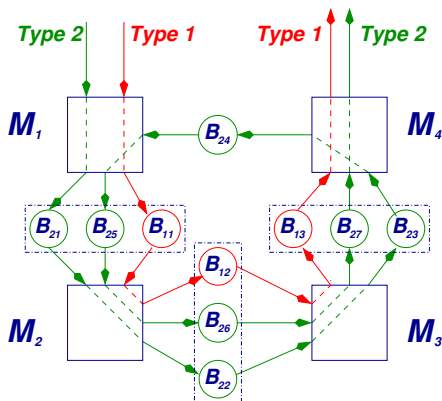 Type 2 Type 1 Type 1 Type 2
M1 B24 M4
B21 B25 B11 B13 B27 B23
B12
M2 B26 M3
B22